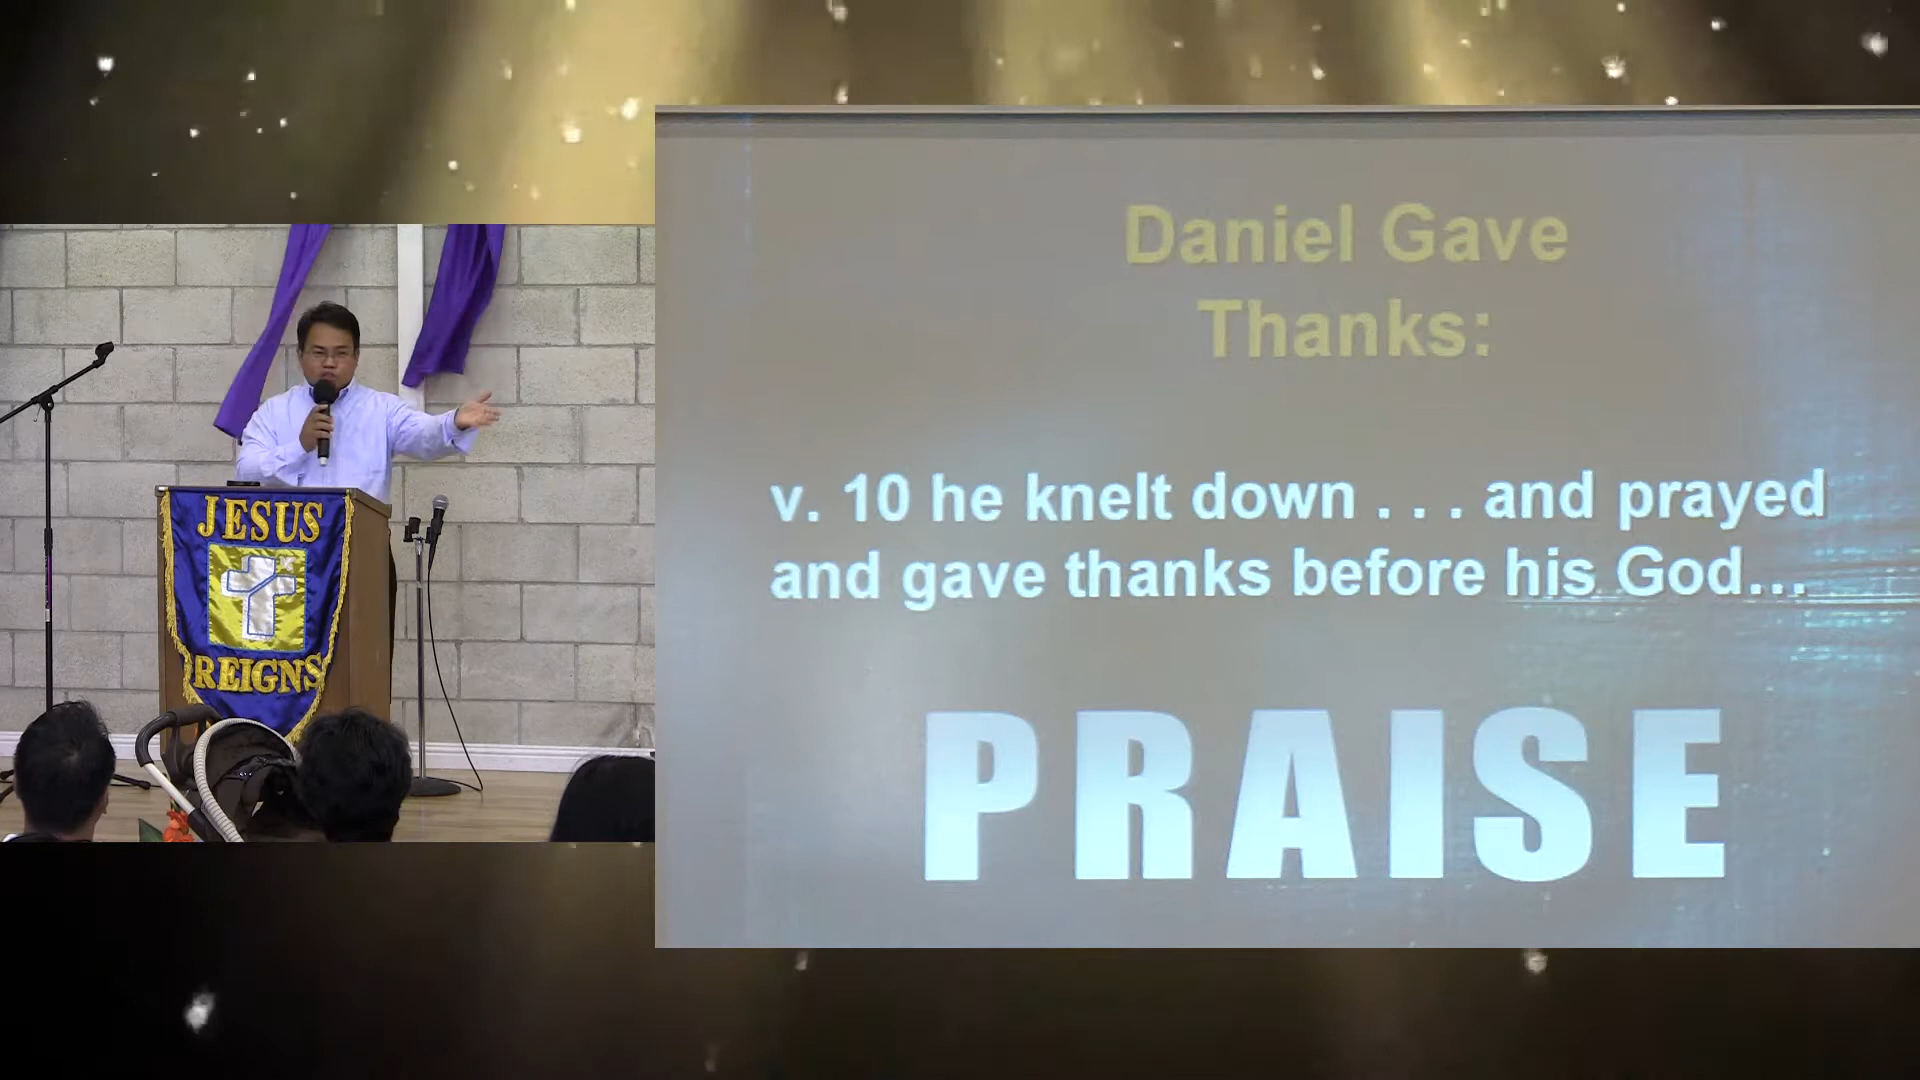 JESUS
REIGNS
Daniel Gave
Thanks:
v. 10 he knelt down . . . and prayed
and gave thanks before his God...
PRAISE